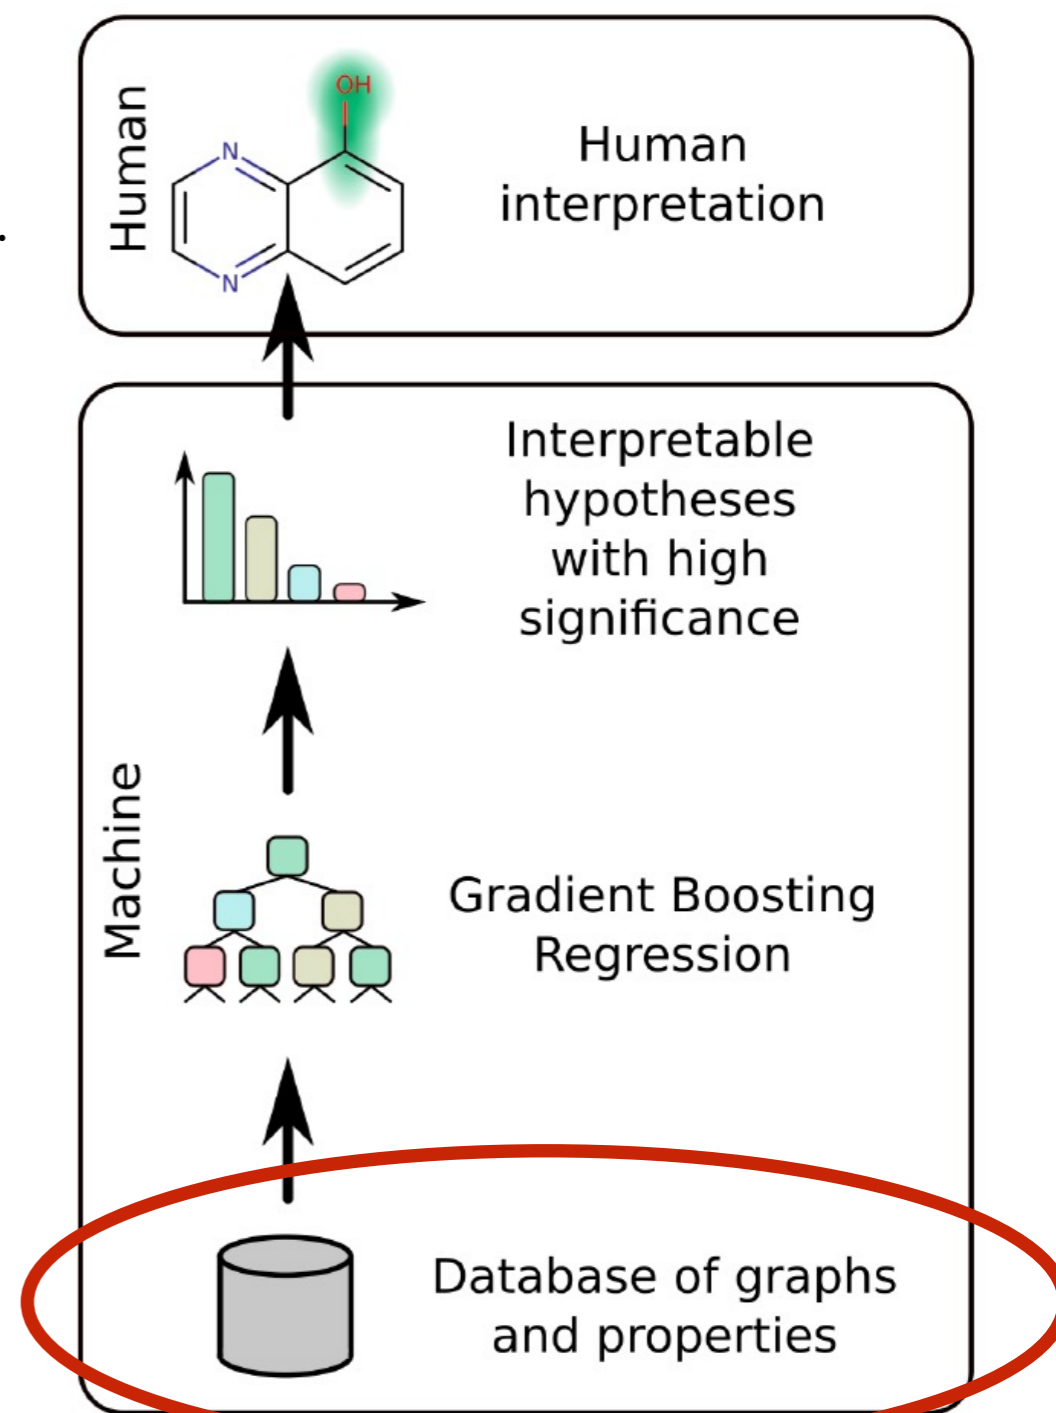 Human
OH
N
N
Human
interpretation
Interpretable
hypotheses
with high
significance
Machine
Gradient Boosting
Regression
Database of graphs
and properties